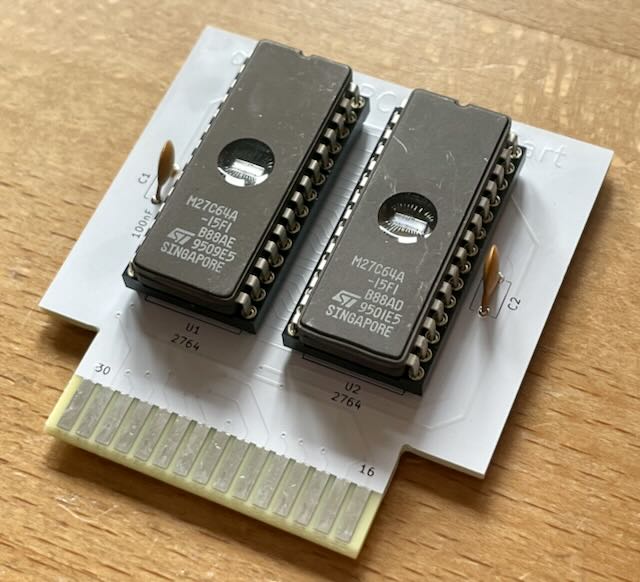 C1
100nF
M27C64A
-15F1
B88AE
ST 9509E5
SINGAPORE
U1
2764
M27C64A
-15F1
B88AD
ST 9501E5
SINGAPORE
U2
2764
C2
30
16